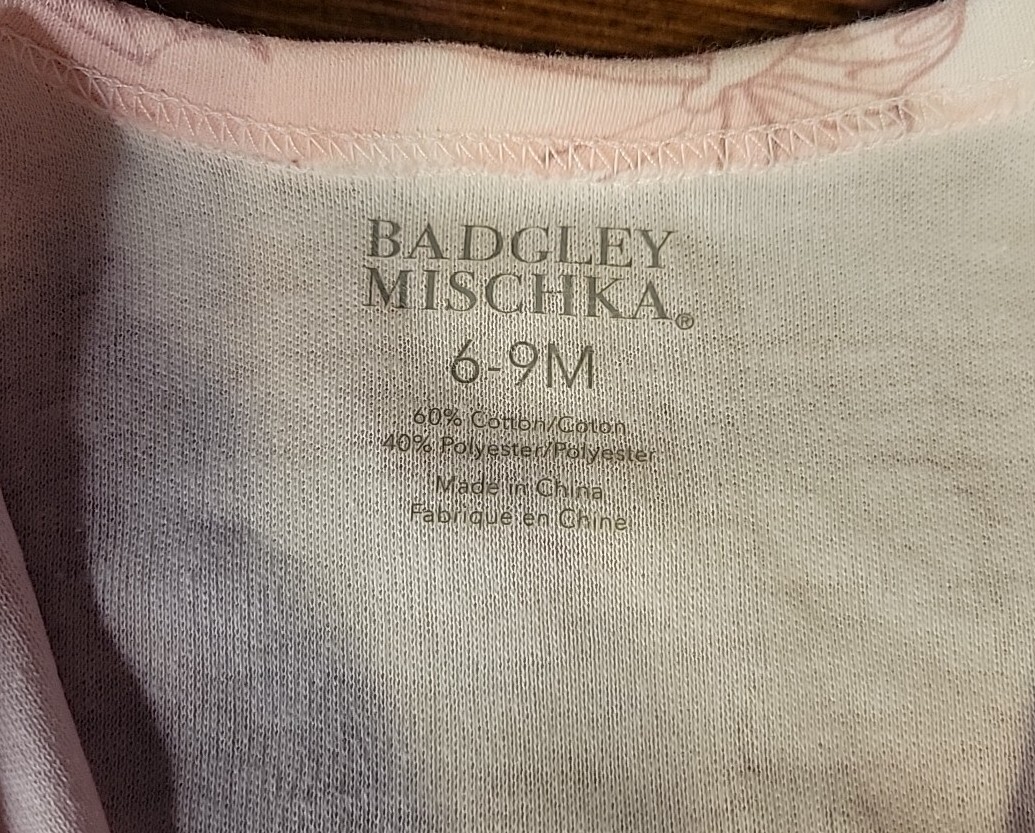 BADGLEY
MISCHKA®
6-9M
60% Cotton/Coton
40% Polyester/Polyester
Made in China
Fabriqué en Chine